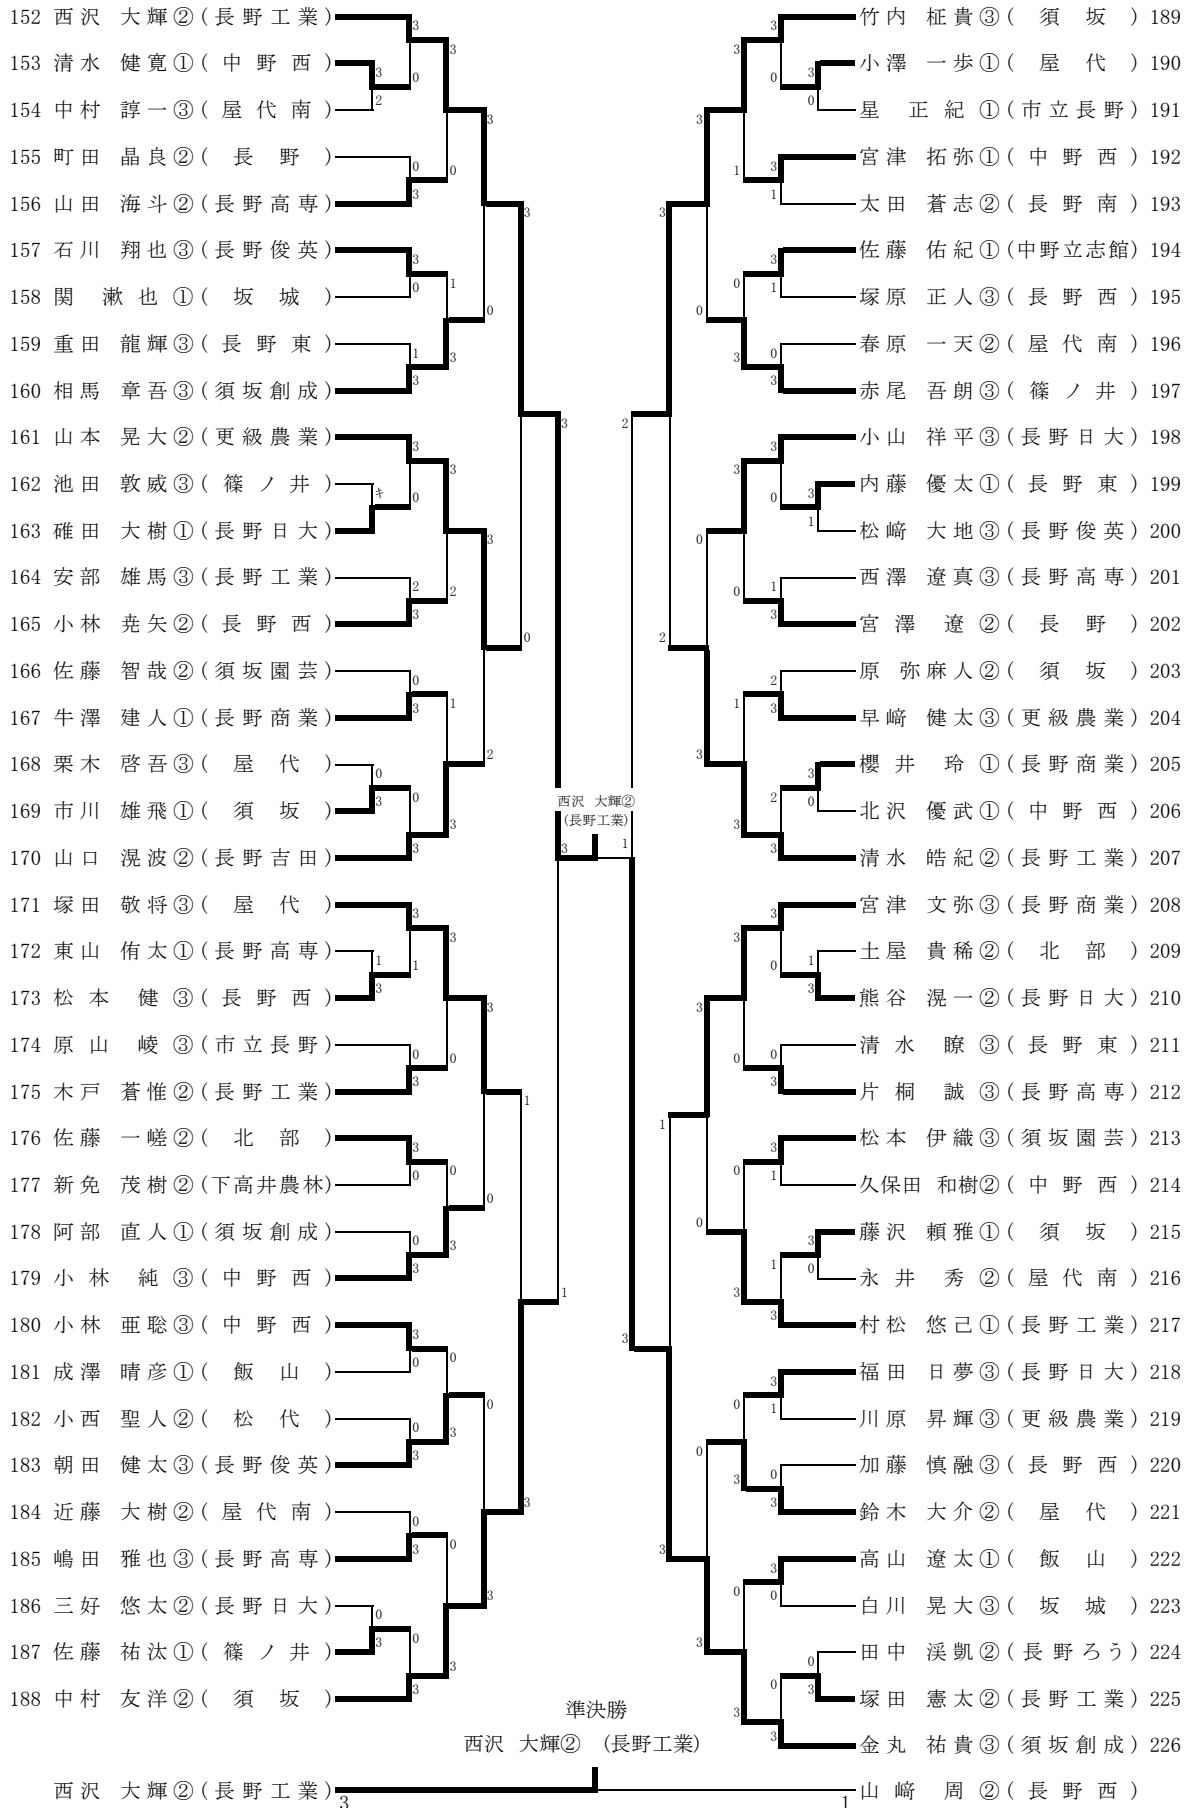 152 西沢 大輝②(長野工業)
153 清水 健寛①(中野西)
154 中村 諄一③(屋代南)
155 町田 晶良②(長野)
156 山田 海斗②(長野高専)
157 石川 翔也③(長野俊英)
158 関 漱也①(坂城)
159 重田 龍輝③(長野東)
160 相馬 章吾③(須坂創成)
161 山本 晃大②(更級農業)
162 池田 敦威③(篠ノ井)
163 碓田 大樹①(長野日大)
164 安部 雄馬③(長野工業)
165 小林 尭矢②(長野西)
166 佐藤 智哉②(須坂園芸)
167 牛澤 建人①(長野商業)
168 栗木 啓吾③(屋代)
169 市川 雄飛①(須坂)
170 山口 滉波②(長野吉田)
171 塚田 敬将③(屋代)
172 東山 侑太①(長野高専)
173 松本 健③(長野西)
174 原山 崚③(市立長野)
175 木戸 蒼惟②(長野工業)
176 佐藤 一嵯②(北部)
177 新免 茂樹②(下高井農林)
178 阿部 直人①(須坂創成)
179 小林 純③(中野西)
180 小林 亜聡③(中野西)
181 成澤 晴彦①(飯山)
182 小西 聖人②(松代)
183 朝田 健太③(長野俊英)
184 近藤 大樹②(屋代南)
185 嶋田 雅也③(長野高専)
186 三好 悠太②(長野日大)
187 佐藤 祐汰①(篠ノ井)
188 中村 友洋②(須坂)
竹内 柾貴③(須坂) 189
小澤 一歩①(屋代) 190
星 正紀①(市立長野) 191
宮津 拓弥①(中野西) 192
太田 蒼志②(長野南) 193
佐藤 佑紀①(中野立志館) 194
塚原 正人③(長野西) 195
春原 一天②(屋代南) 196
赤尾 吾朗③(篠ノ井) 197
小山 祥平③(長野日大) 198
内藤 優太①(長野東) 199
松﨑 大地③(長野俊英) 200
西澤 遼真③(長野高専) 201
宮澤 遼②(長野) 202
原 弥麻人②(須坂) 203
早﨑 健太③(更級農業) 204
櫻井 玲①(長野商業) 205
北沢 優武①(中野西) 206
清水 皓紀②(長野工業) 207
宮津 文弥③(長野商業) 208
土屋 貴稀②(北部) 209
熊谷 滉一②(長野日大) 210
清水 瞭③(長野東) 211
片桐 誠③(長野高専) 212
松本 伊織③(須坂園芸) 213
久保田 和樹②(中野西) 214
藤沢 頼雅①(須坂) 215
永井 秀②(屋代南) 216
村松 悠己①(長野工業) 217
福田 日夢③(長野日大) 218
川原 昇輝③(更級農業) 219
加藤 慎融③(長野西) 220
鈴木 大介②(屋代) 221
高山 遼太①(飯山) 222
白川 晃大③(坂城) 223
田中 渓凱②(長野ろう) 224
塚田 憲太②(長野工業) 225
金丸 祐貴③(須坂創成) 226
西沢 大輝②
(長野工業)
3 1
準決勝
西沢 大輝② (長野工業)
西沢 大輝②(長野工業) 3 1 山﨑 周②(長野西)